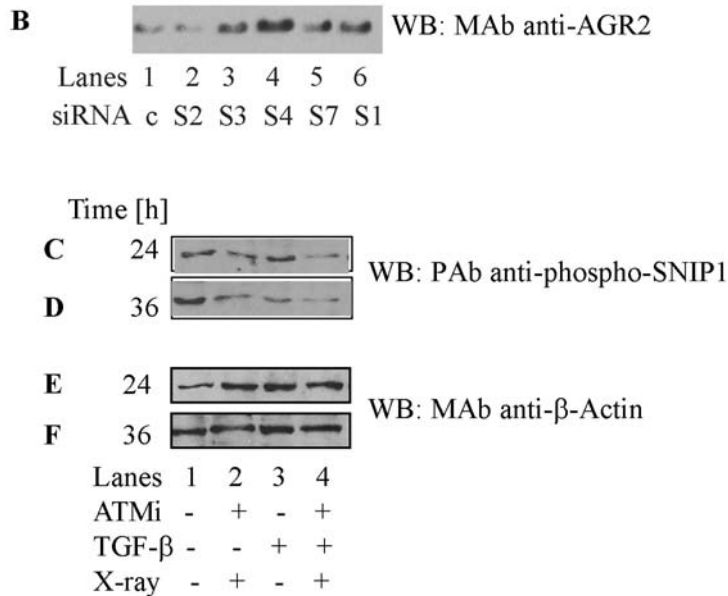 B WB: MAb anti-AGR2
Lanes 1 2 3 4 5 6
siRNA c S2 S3 S4 S7 S1
Time [h]
C 24
WB: PAb anti-phospho-SNIP1
D 36
E 24
WB: MAb anti-β-Actin
F 36
Lanes 1 2 3 4
ATMi - + - +
TGF-β - - + +
X-ray - + - +